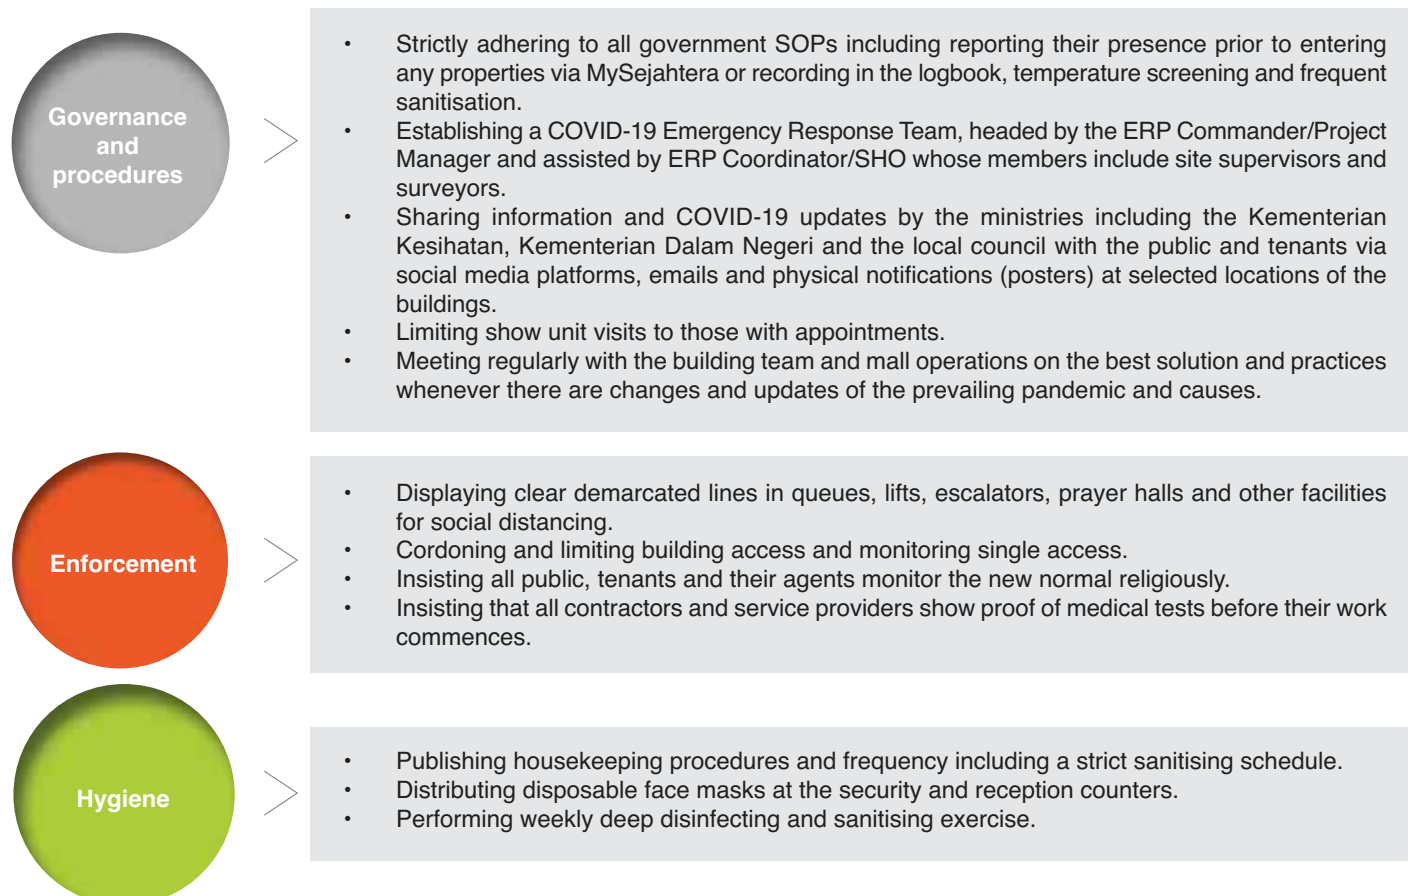 Governance
and
procedures
• Strictly adhering to all government SOPs including reporting their presence prior to entering
any properties via MySejahtera or recording in the logbook, temperature screening and frequent
sanitisation.
• Establishing a COVID-19 Emergency Response Team, headed by the ERP Commander/Project
Manager and assisted by ERP Coordinator/SHO whose members include site supervisors and
surveyors.
• Sharing information and COVID-19 updates by the ministries including the Kementerian
Kesihatan, Kementerian Dalam Negeri and the local council with the public and tenants via
social media platforms, emails and physical notifications (posters) at selected locations of the
buildings.
• Limiting show unit visits to those with appointments.
• Meeting regularly with the building team and mall operations on the best solution and practices
whenever there are changes and updates of the prevailing pandemic and causes.
Enforcement
• Displaying clear demarcated lines in queues, lifts, escalators, prayer halls and other facilities
for social distancing.
• Cordoning and limiting building access and monitoring single access.
• Insisting all public, tenants and their agents monitor the new normal religiously.
• Insisting that all contractors and service providers show proof of medical tests before their work
commences.
Hygiene
• Publishing housekeeping procedures and frequency including a strict sanitising schedule.
• Distributing disposable face masks at the security and reception counters.
• Performing weekly deep disinfecting and sanitising exercise.